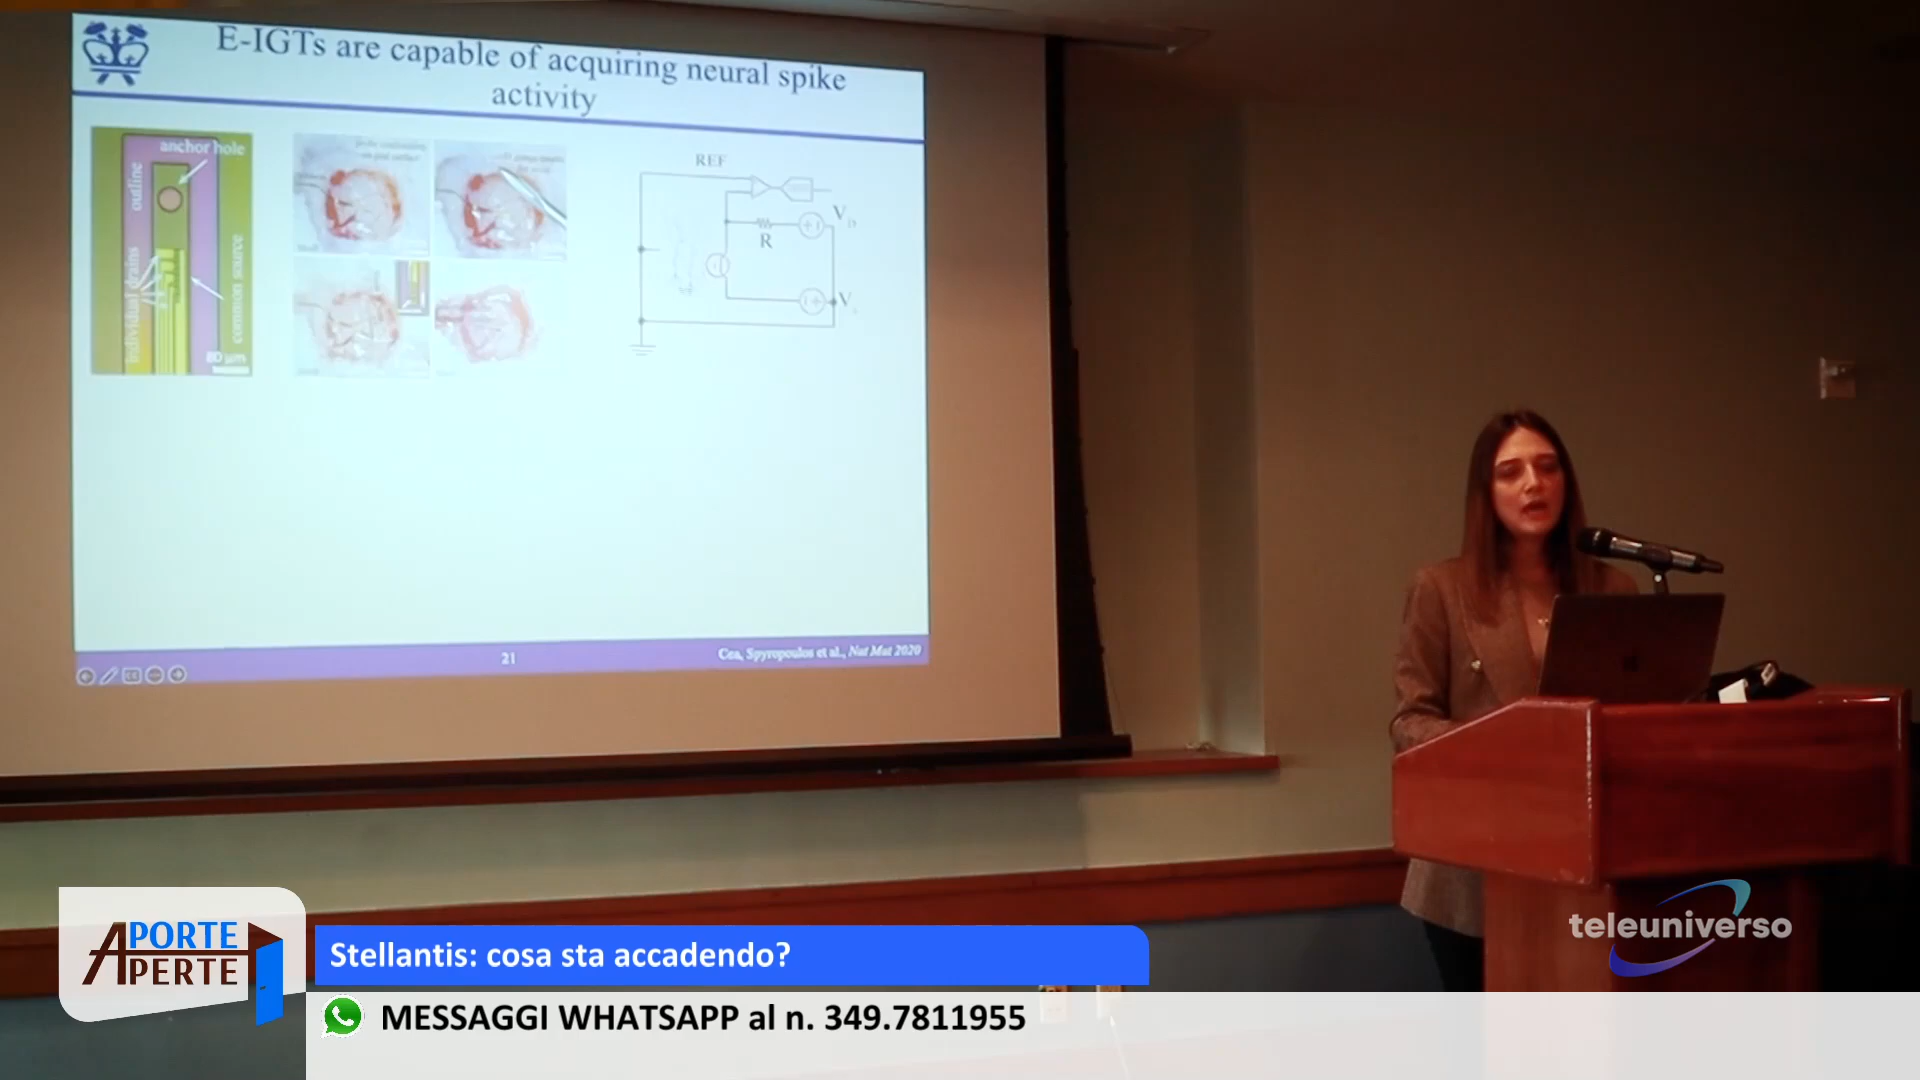 E-IGTs are capable of acquiring neural spike
activity
anchor hole
outline
individual drains
common source
80 µm
REF
R
V
V
21
Cea, Spyropoulos et al., Nat Mat 2020
A PORTE
APERTE
Stellantis: cosa sta accadendo?
MESSAGGI WHATSAPP al n. 349.7811955
teleuniverso